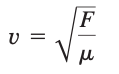 v = √(F/μ)